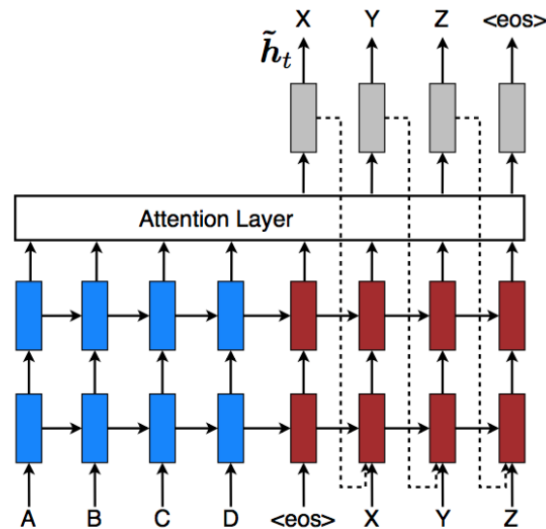 X Y Z <eos>
h̃ₜ
Attention Layer
A B C D <eos> X Y Z